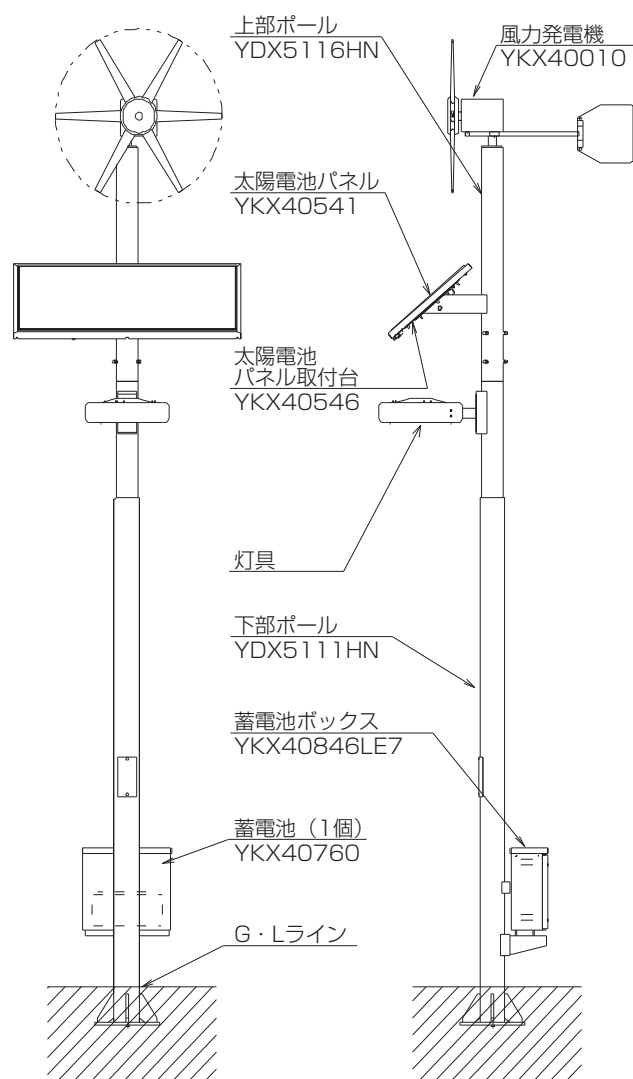 上部ポール
YDX5116HN
風力発電機
YKX40010
太陽電池パネル
YKX40541
太陽電池
パネル取付台
YKX40546
灯具
下部ポール
YDX5111HN
蓄電池ボックス
YKX40846LE7
蓄電池（1個）
YKX40760
G・Lライン